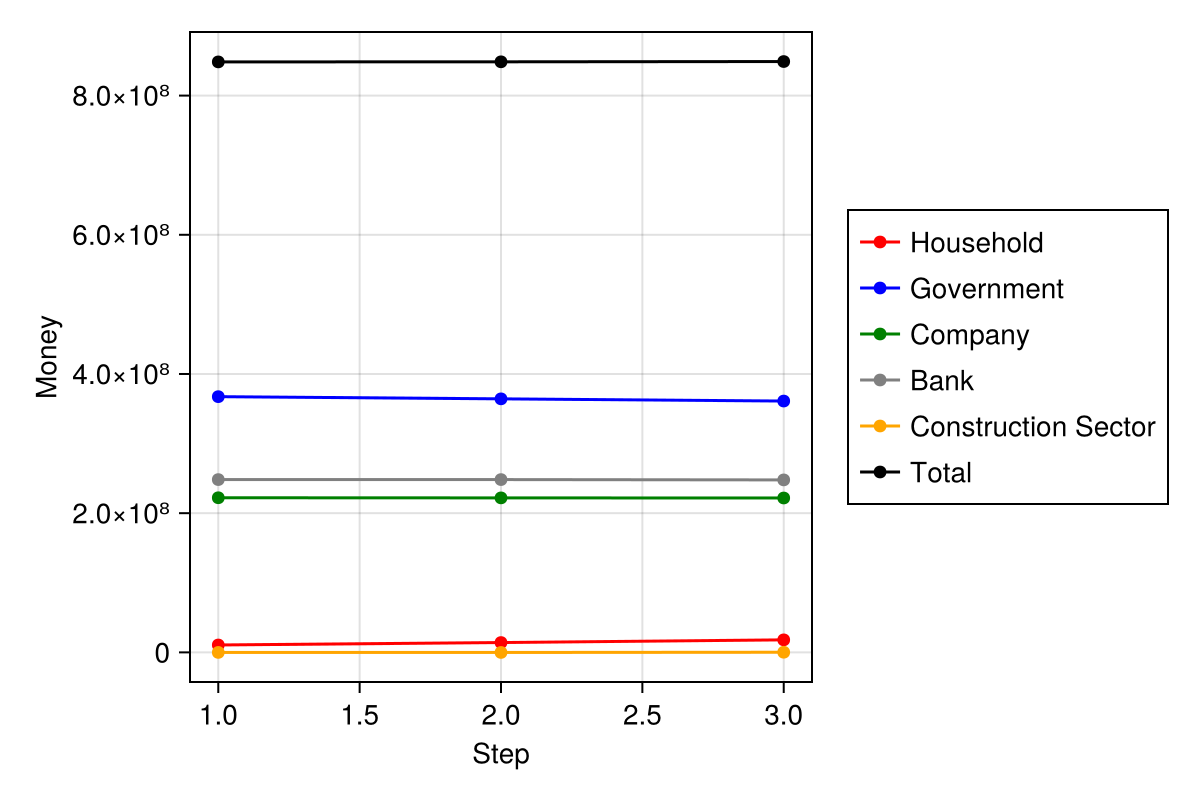 8.0×10⁸
6.0×10⁸
4.0×10⁸
2.0×10⁸
0
Money
1.0 1.5 2.0 2.5 3.0
Step
Household
Government
Company
Bank
Construction Sector
Total